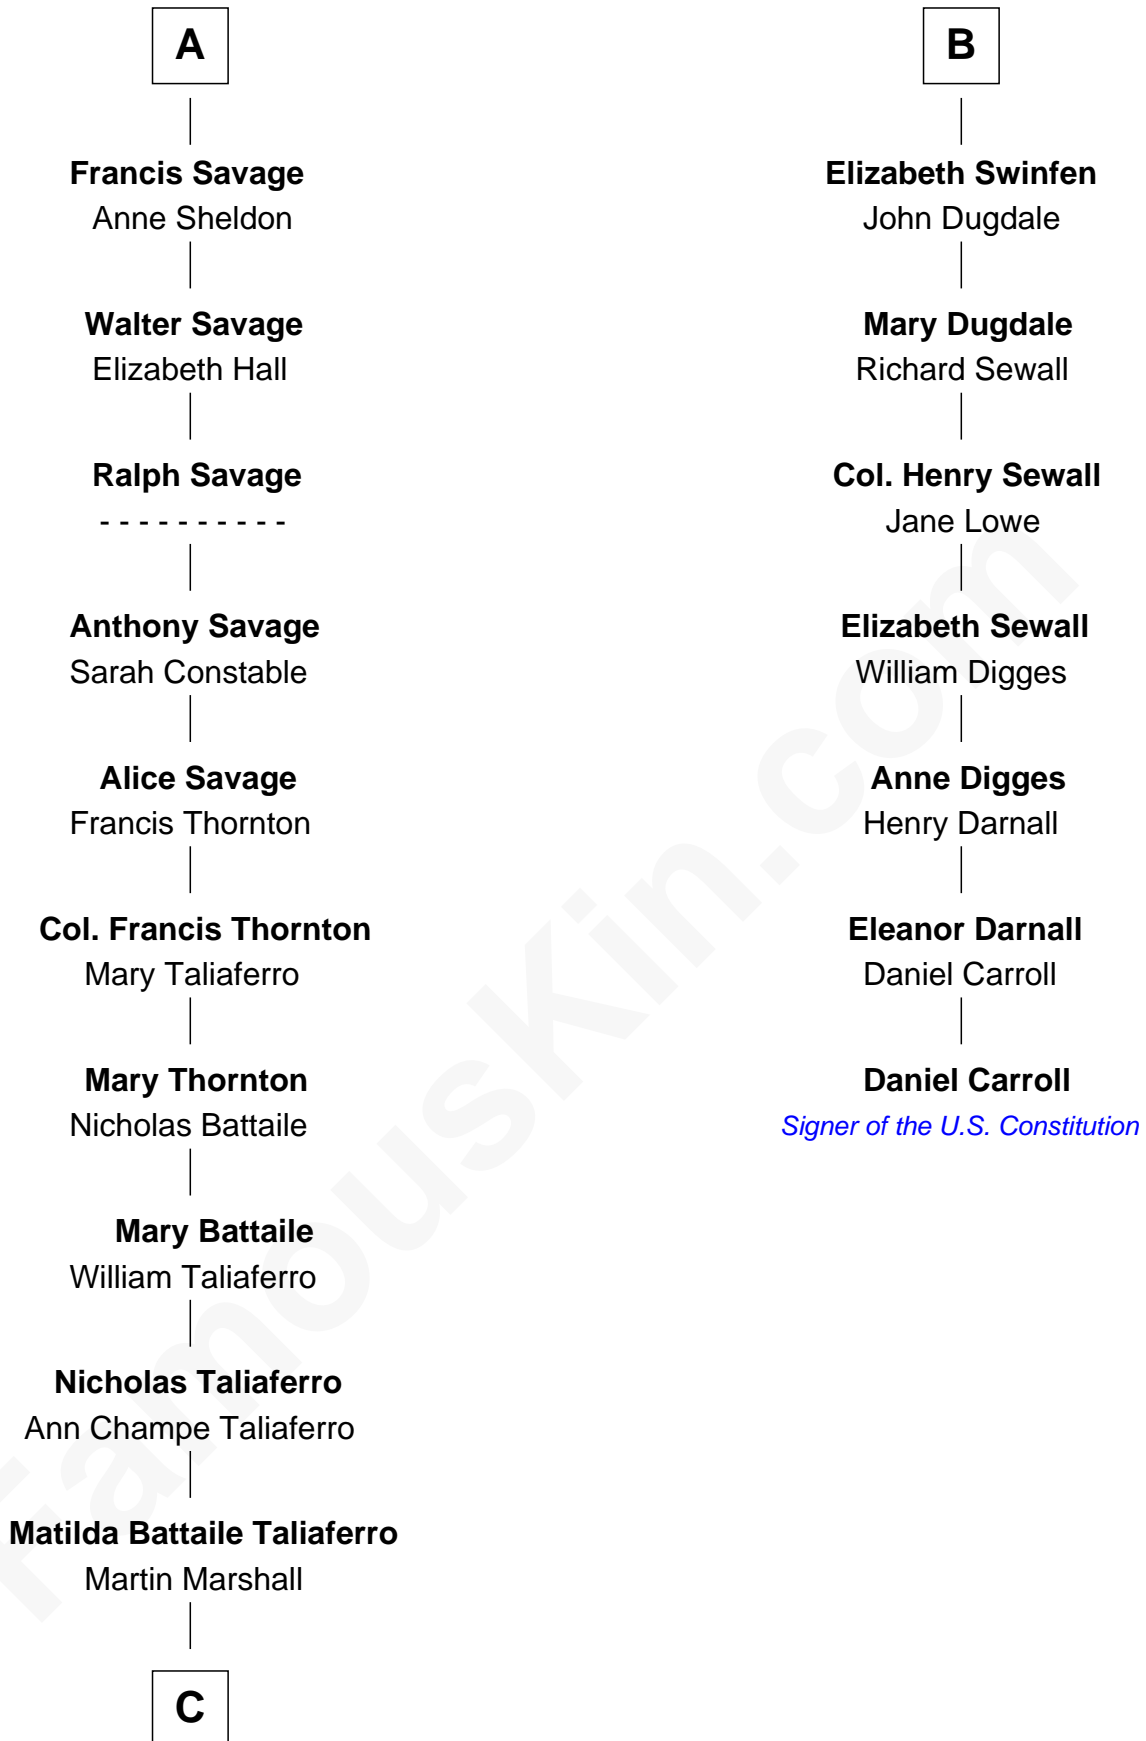 A
Francis Savage
Anne Sheldon
Walter Savage
Elizabeth Hall
Ralph Savage
- - - - - - - - - -
Anthony Savage
Sarah Constable
Alice Savage
Francis Thornton
Col. Francis Thornton
Mary Taliaferro
Mary Thornton
Nicholas Battaile
Mary Battaile
William Taliaferro
Nicholas Taliaferro
Ann Champe Taliaferro
Matilda Battaile Taliaferro
Martin Marshall
C
B
Elizabeth Swinfen
John Dugdale
Mary Dugdale
Richard Sewall
Col. Henry Sewall
Jane Lowe
Elizabeth Sewall
William Digges
Anne Digges
Henry Darnall
Eleanor Darnall
Daniel Carroll
Daniel Carroll
Signer of the U.S. Constitution
FamousKin.com